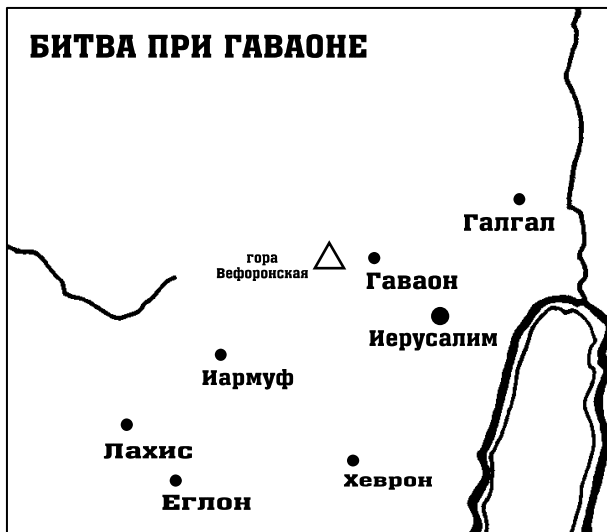 БИТВА ПРИ ГАВАОНЕ
Галгал
гора
Вефоронская
Гаваон
Иерусалим
Иармуф
Лахис
Хеврон
Еглон